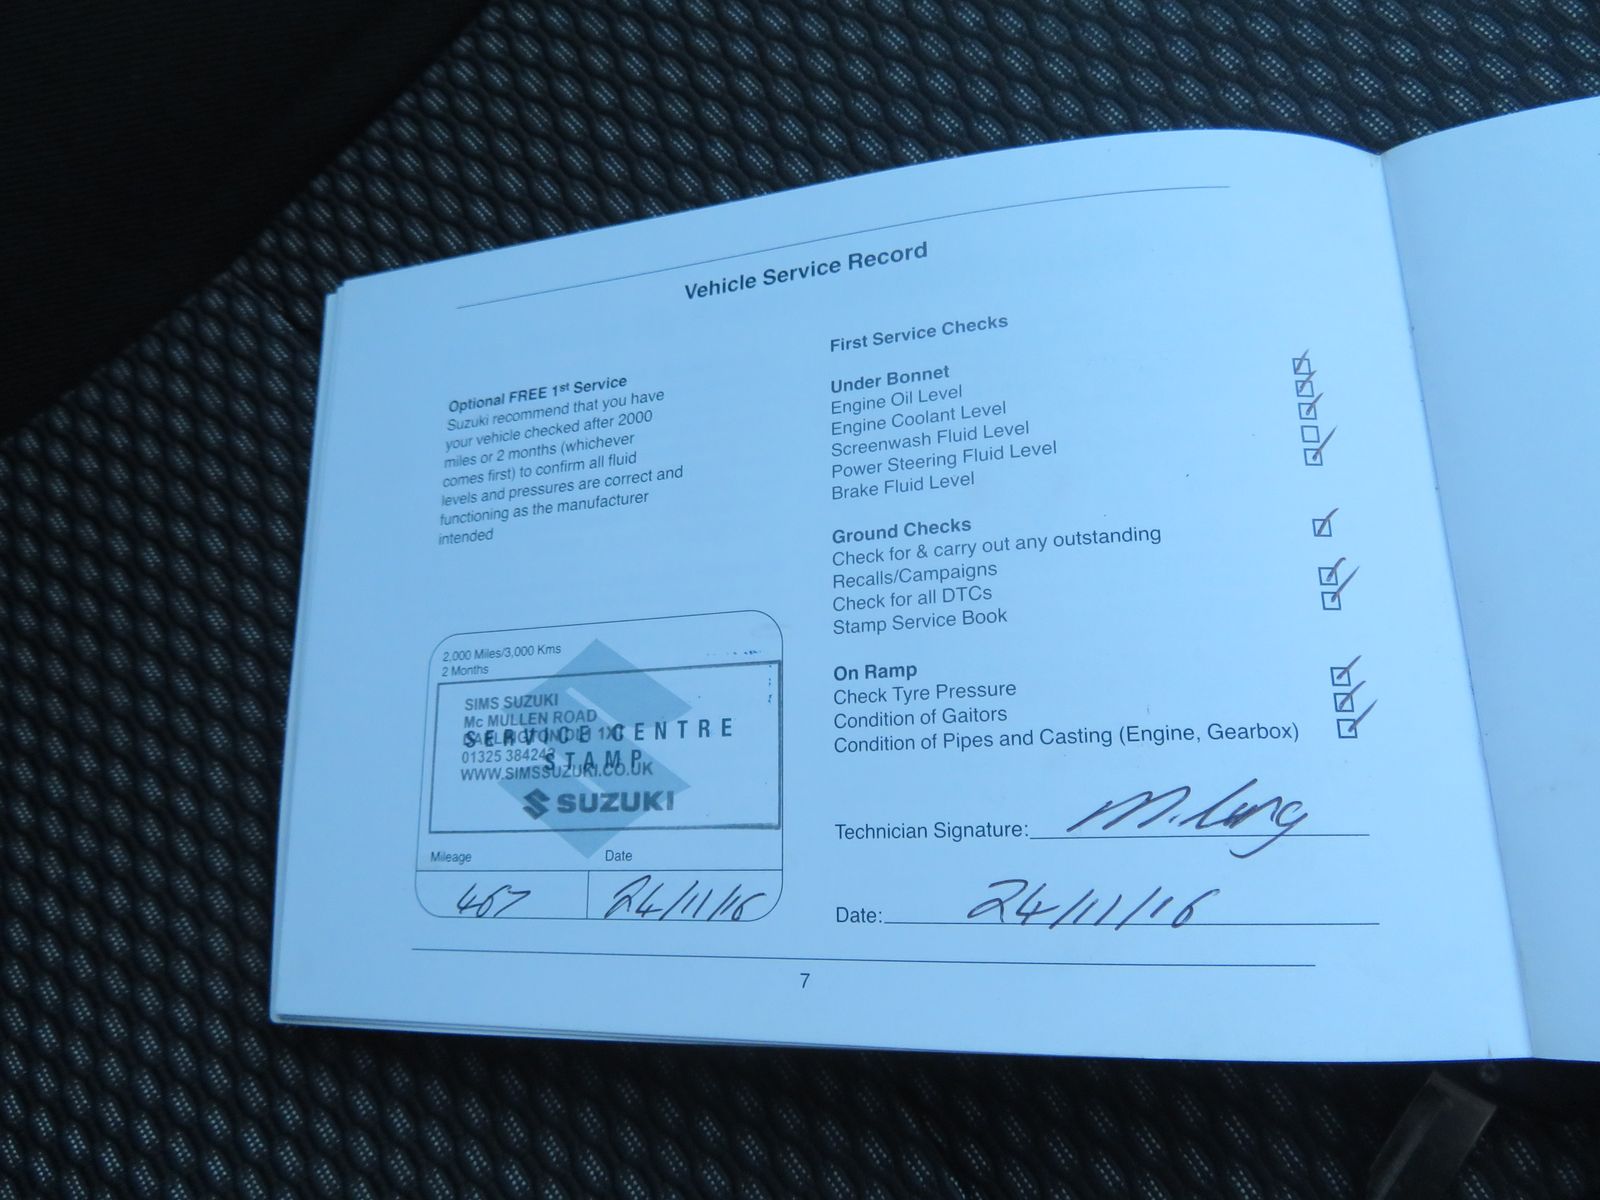 Vehicle Service Record
Optional FREE 1st Service
Suzuki recommend that you have
your vehicle checked after 2000
miles or 2 months (whichever
comes first) to confirm all fluid
levels and pressures are correct and
functioning as the manufacturer
intended
2,000 Miles/3,000 Kms
2 Months
SIMS SUZUKI
Mc MULLEN ROAD
SERVICE CENTRE
DARLINGTON DL1
01325 38424
STAMP
WWW.SIMSSUZUKI.CO.UK
SUZUKI
Mileage Date
467 24/11/16
First Service Checks
Under Bonnet
Engine Oil Level
Engine Coolant Level
Screenwash Fluid Level
Power Steering Fluid Level
Brake Fluid Level
Ground Checks
Check for & carry out any outstanding
Recalls/Campaigns
Check for all DTCs
Stamp Service Book
On Ramp
Check Tyre Pressure
Condition of Gaitors
Condition of Pipes and Casting (Engine, Gearbox)
Technician Signature:
Date: 24/11/16
7